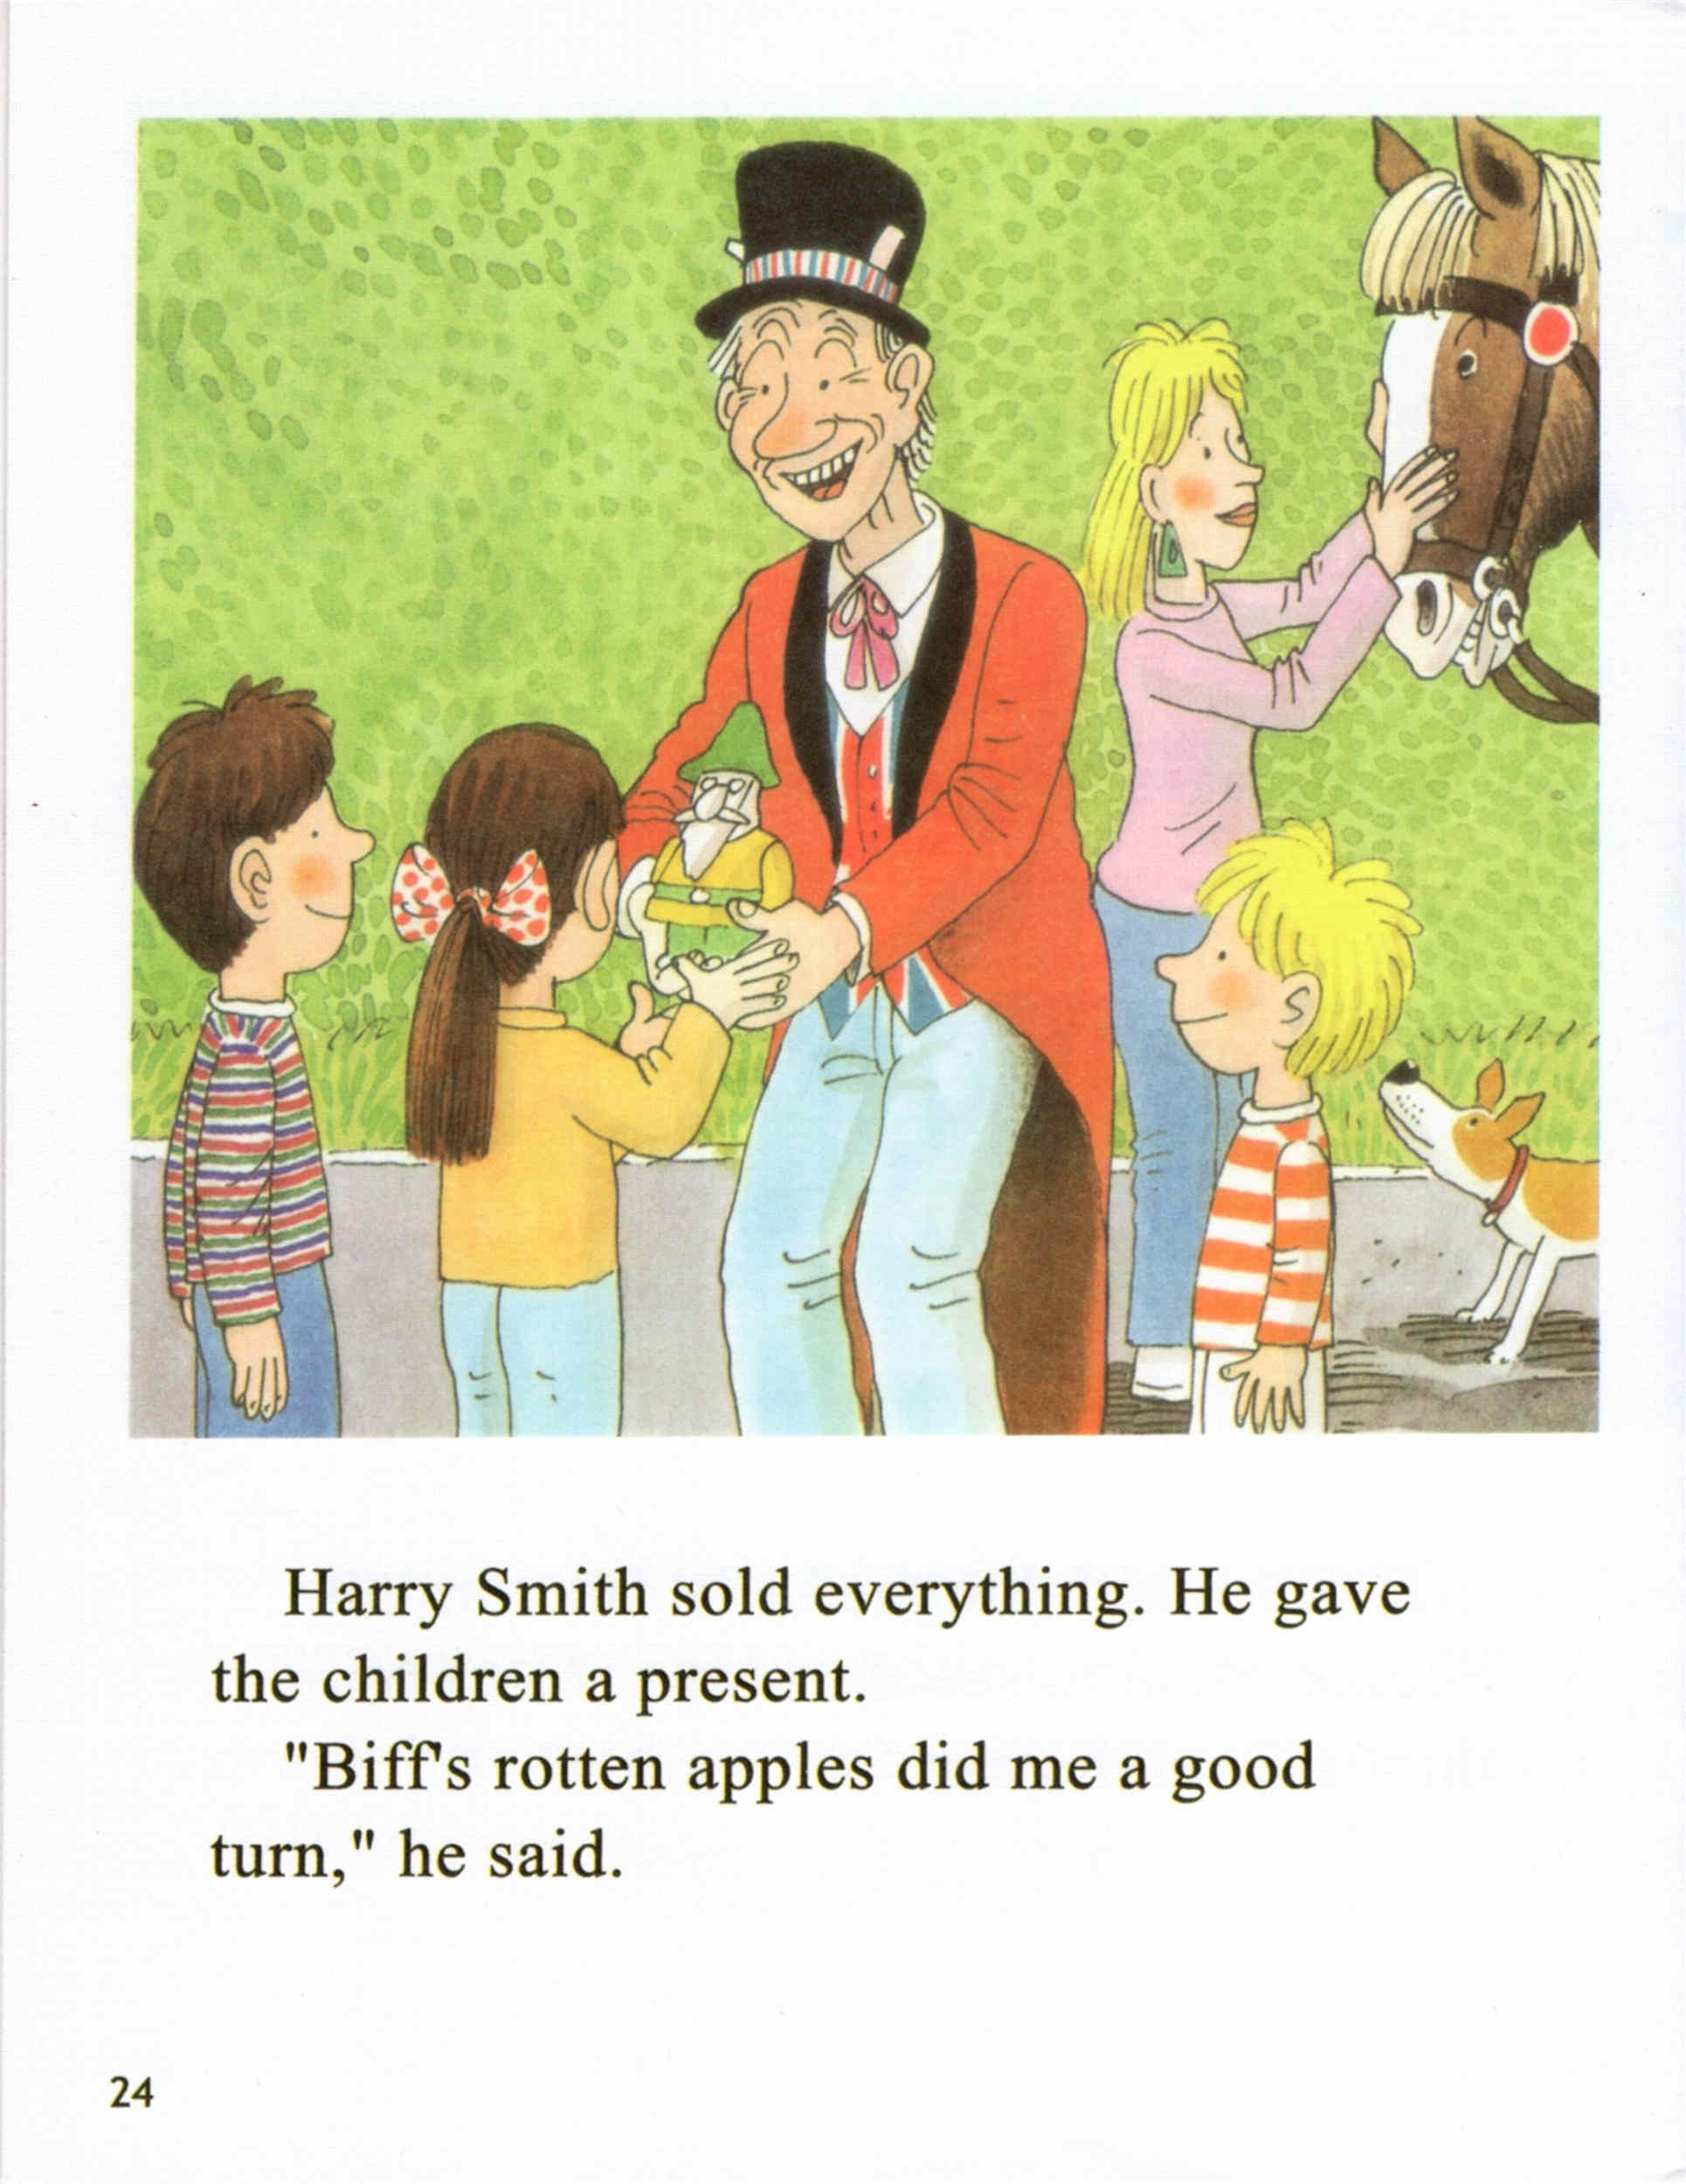 Harry Smith sold everything. He gave
the children a present.
"Biff's rotten apples did me a good
turn," he said.
24